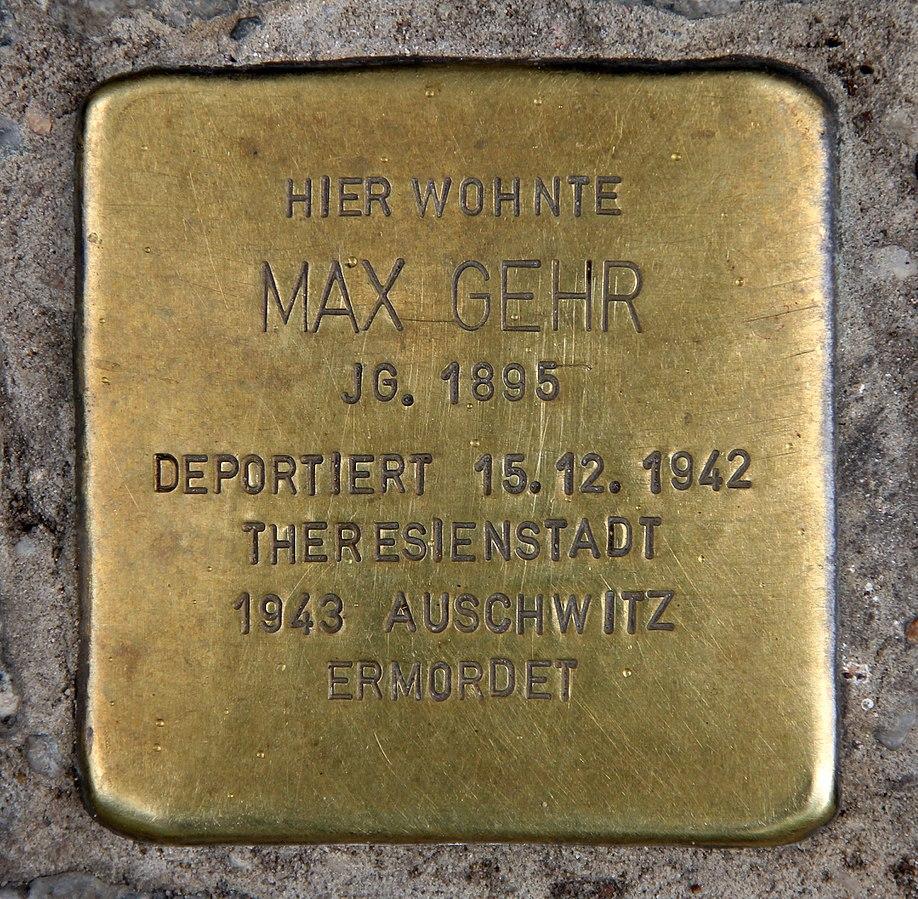 HIER WOHNTE
MAX GEHR
JG. 1895
DEPORTIERT 15.12.1942
THERESIENSTADT
1943 AUSCHWITZ
ERMORDET